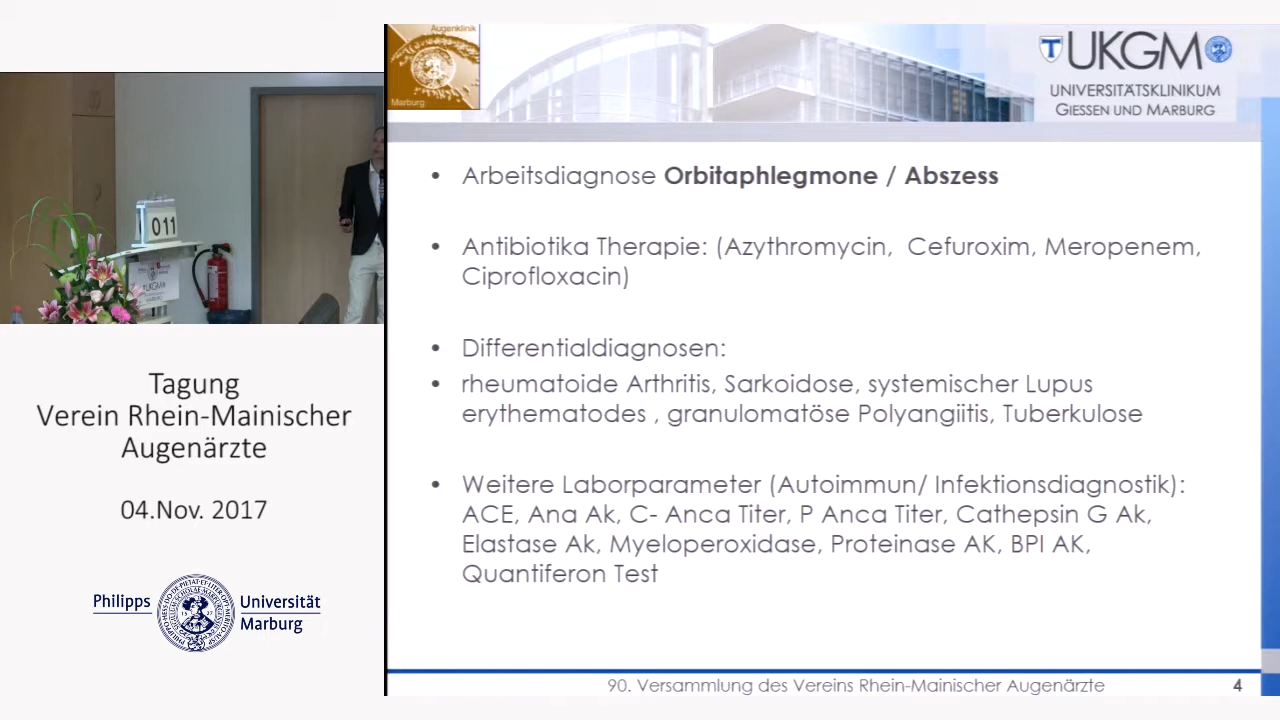 Augenklinik
Marburg
UKGM
UNIVERSITÄTSKLINIKUM
GIESSEN UND MARBURG
• Arbeitsdiagnose Orbitaphlegmone / Abszess
• Antibiotika Therapie: (Azythromycin, Cefuroxim, Meropenem,
Ciprofloxacin)
• Differentialdiagnosen:
• rheumatoide Arthritis, Sarkoidose, systemischer Lupus
erythematodes , granulomatöse Polyangiitis, Tuberkulose
• Weitere Laborparameter (Autoimmun/ Infektionsdiagnostik):
ACE, Ana Ak, C- Anca Titer, P Anca Titer, Cathepsin G Ak,
Elastase Ak, Myeloperoxidase, Proteinase AK, BPI AK,
Quantiferon Test
90. Versammlung des Vereins Rhein-Mainischer Augenärzte
4
011
UKGM
Tagung
Verein Rhein-Mainischer
Augenärzte
04.Nov. 2017
Philipps Universität
Marburg